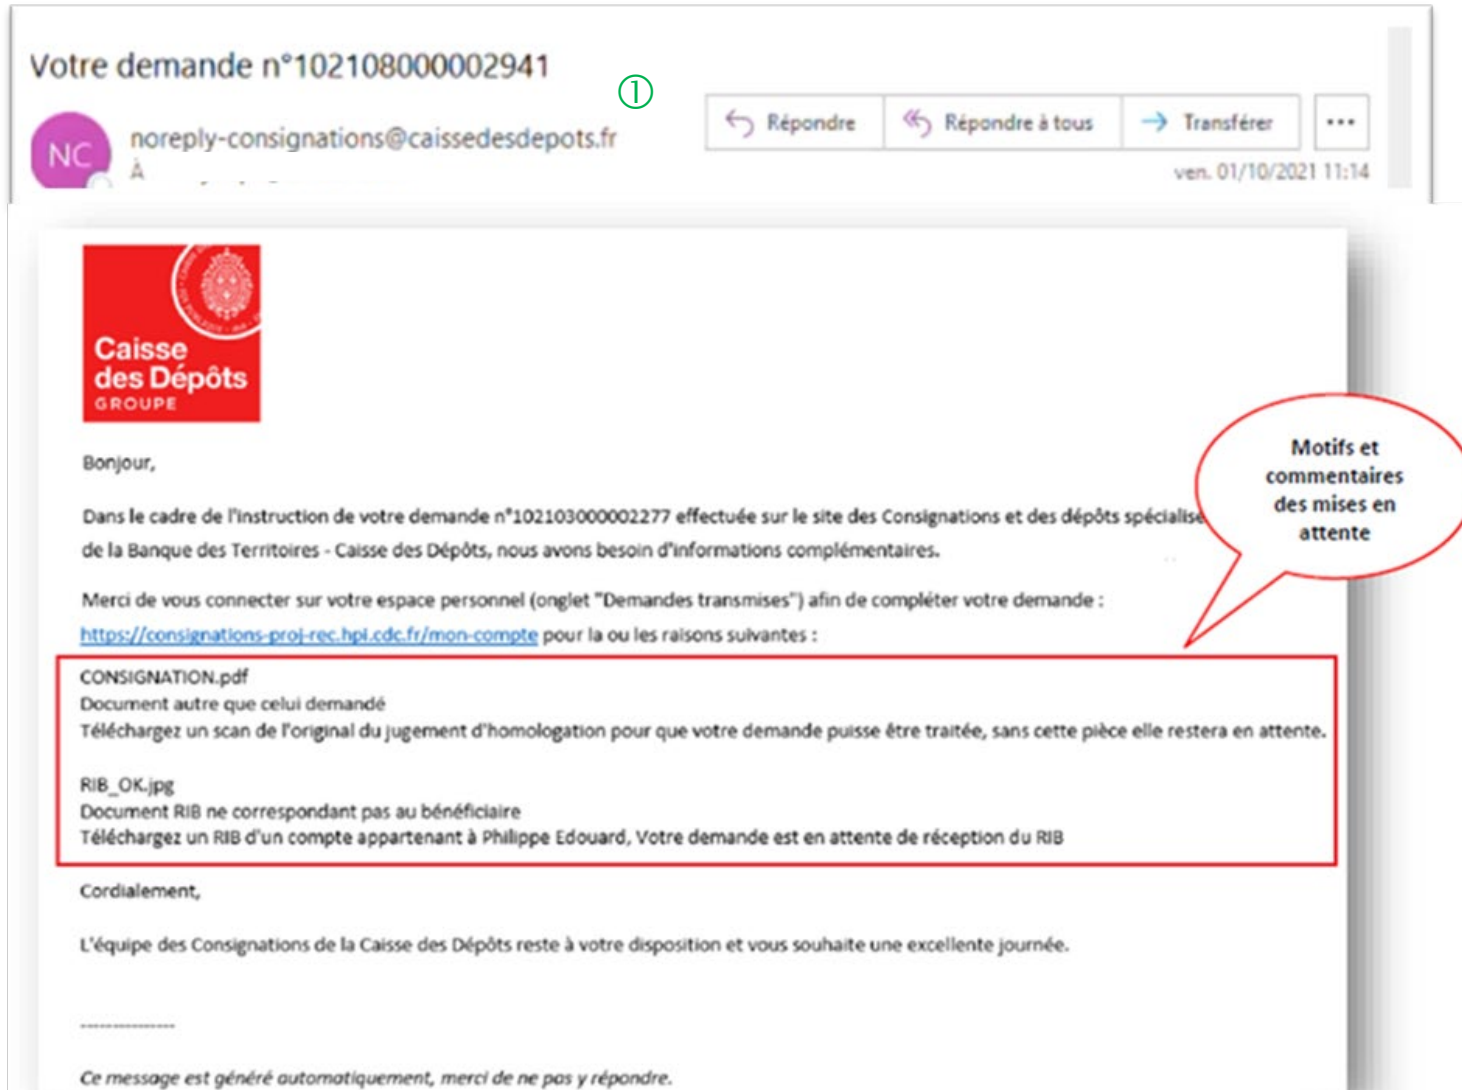 Votre demande n°102108000002941
①
NC
noreply-consignations@caissedesdepots.fr
À
Répondre
Répondre à tous
Transférer
...
ven. 01/10/2021 11:14
Caisse
des Dépôts
GROUPE
Motifs et
commentaires
des mises en
attente
Bonjour,
Dans le cadre de l'instruction de votre demande n°102103000002277 effectuée sur le site des Consignations et des dépôts spécialisé
de la Banque des Territoires - Caisse des Dépôts, nous avons besoin d'informations complémentaires.
Merci de vous connecter sur votre espace personnel (onglet "Demandes transmises") afin de compléter votre demande :
https://consignations-proj-rec.hpi.cdc.fr/mon-compte pour la ou les raisons suivantes :
CONSIGNATION.pdf
Document autre que celui demandé
Téléchargez un scan de l'original du jugement d'homologation pour que votre demande puisse être traitée, sans cette pièce elle restera en attente.
RIB_OK.jpg
Document RIB ne correspondant pas au bénéficiaire
Téléchargez un RIB d'un compte appartenant à Philippe Edouard, Votre demande est en attente de réception du RIB
Cordialement,
L'équipe des Consignations de la Caisse des Dépôts reste à votre disposition et vous souhaite une excellente journée.
---------------
Ce message est généré automatiquement, merci de ne pas y répondre.